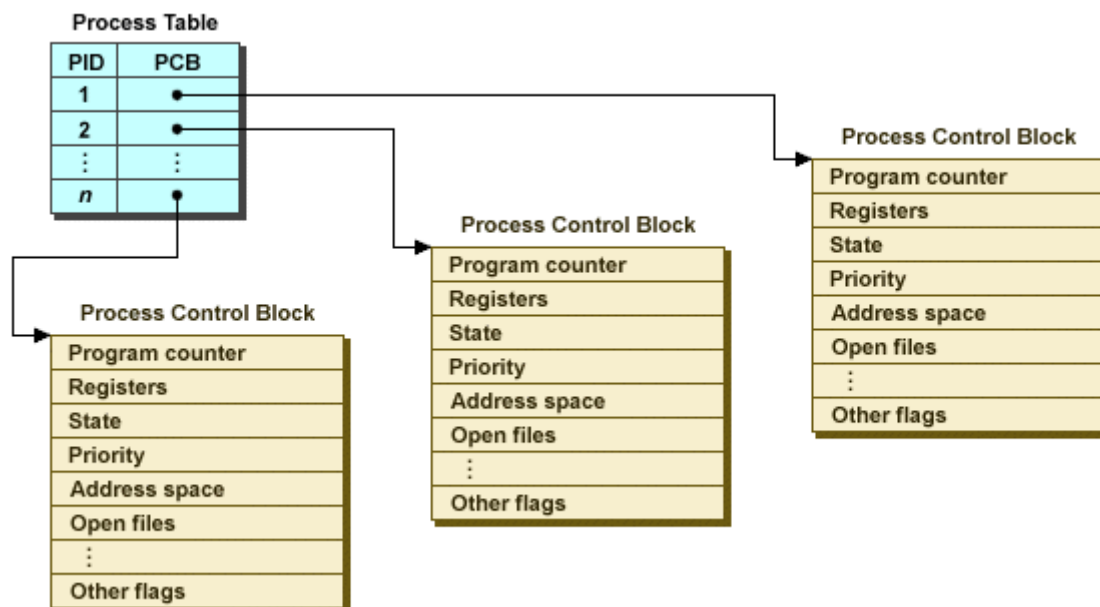 Process Table
PID PCB
1
2
⋮ ⋮
n
Process Control Block
Program counter
Registers
State
Priority
Address space
Open files
⋮
Other flags
Process Control Block
Program counter
Registers
State
Priority
Address space
Open files
⋮
Other flags
Process Control Block
Program counter
Registers
State
Priority
Address space
Open files
⋮
Other flags